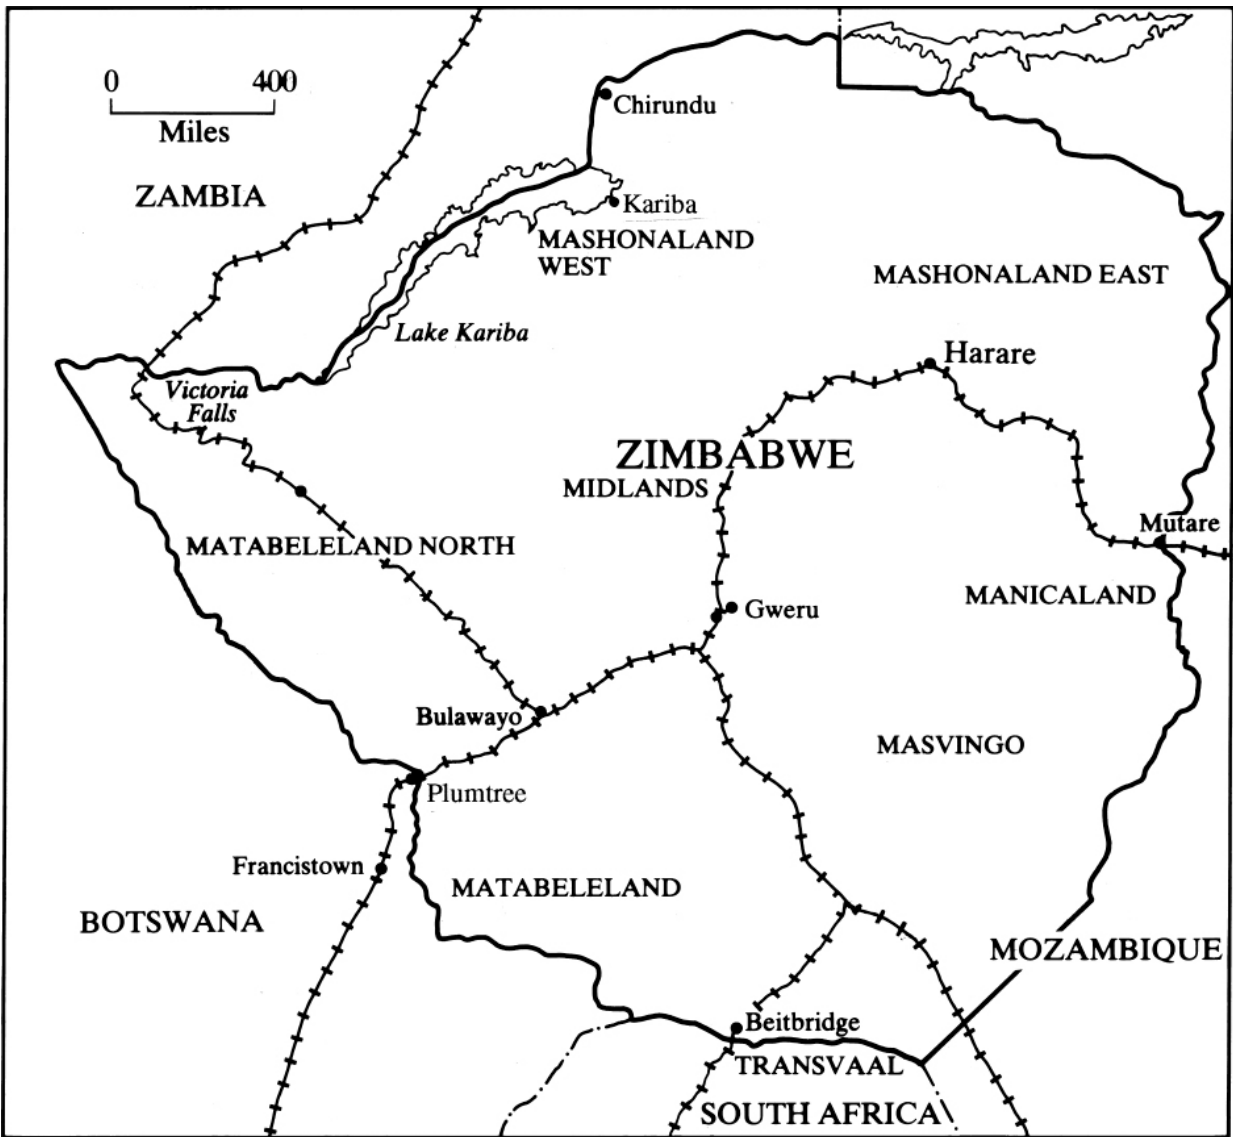 0 400
Miles
Chirundu
ZAMBIA
Kariba
MASHONALAND
WEST
MASHONALAND EAST
Lake Kariba
Harare
Victoria
Falls
ZIMBABWE
MIDLANDS
Mutare
MATABELELAND NORTH
MANICALAND
Gweru
Bulawayo
MASVINGO
Plumtree
Francistown
MATABELELAND
BOTSWANA
MOZAMBIQUE
Beitbridge
TRANSVAAL
SOUTH AFRICA